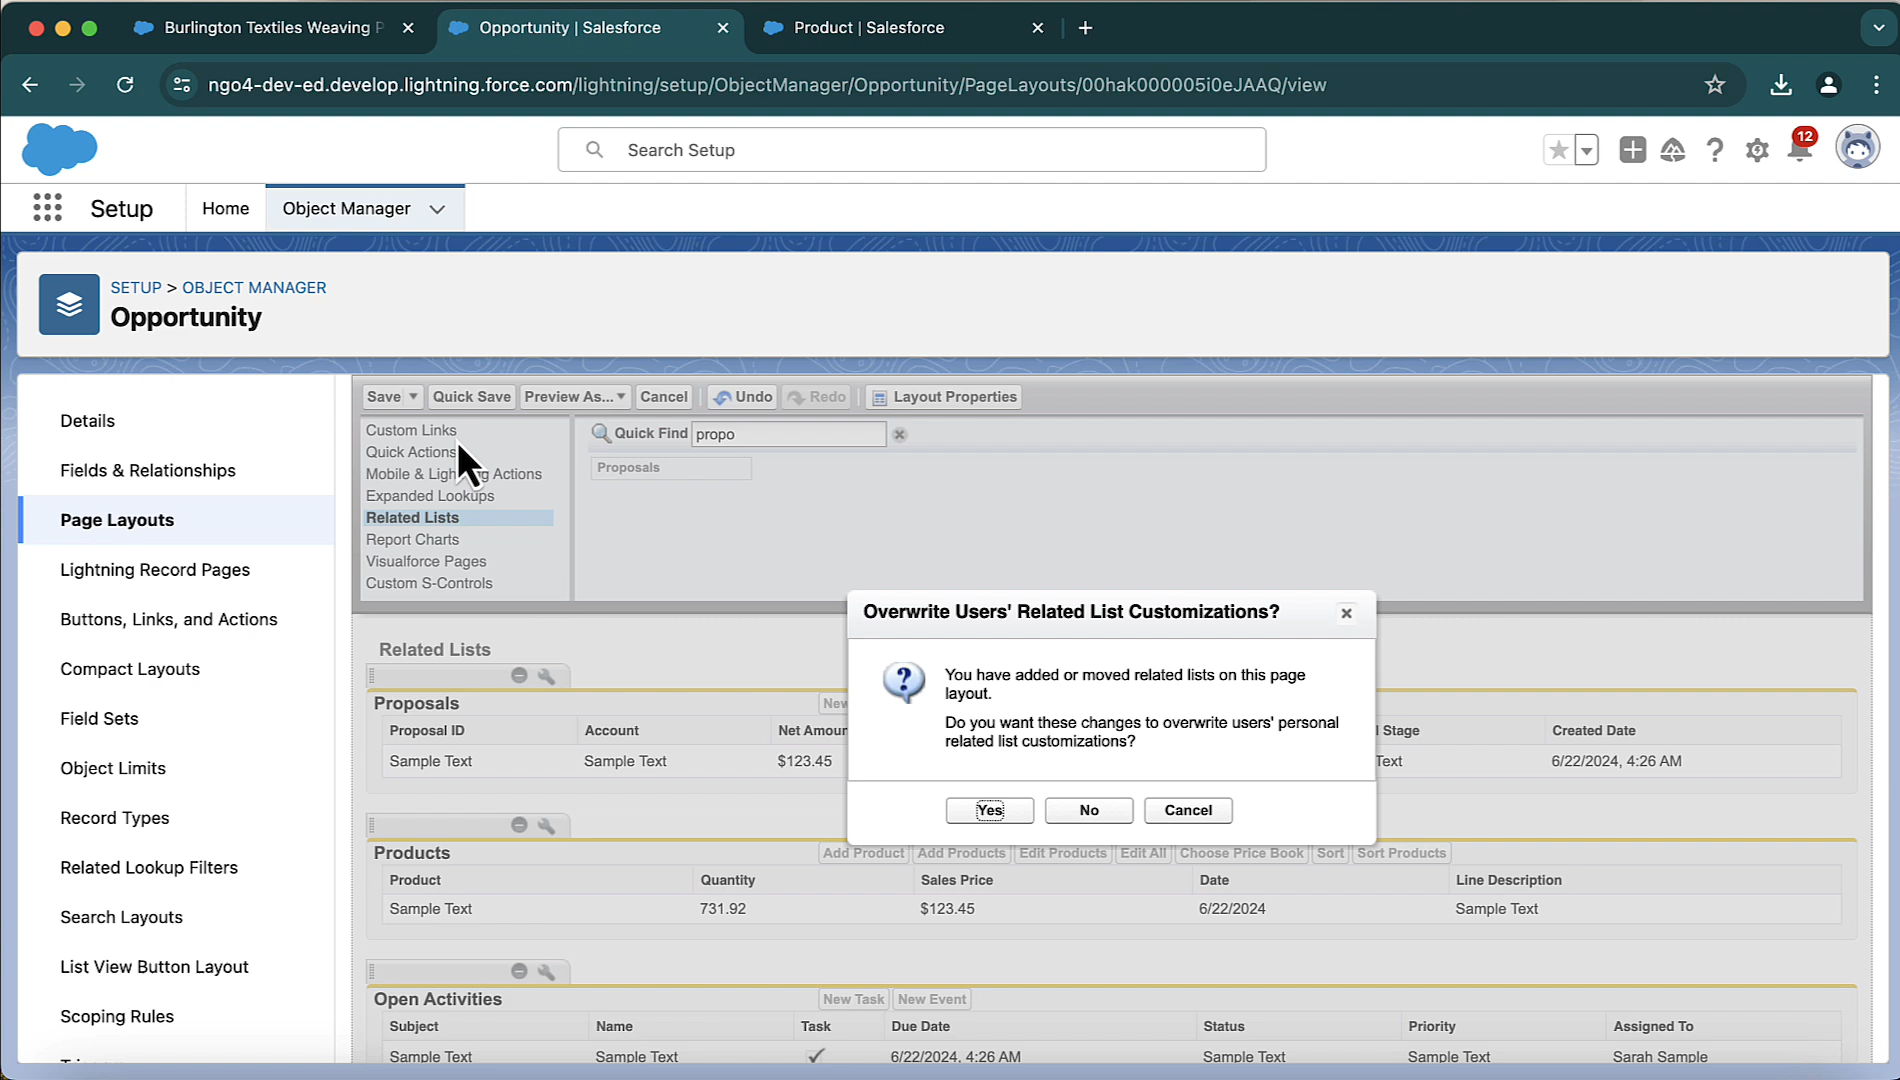 Burlington Textiles Weaving P
Opportunity | Salesforce
Product | Salesforce
ngo4-dev-ed.develop.lightning.force.com/lightning/setup/ObjectManager/Opportunity/PageLayouts/00hak000005i0eJAAQ/view
Search Setup
12
Setup
Home
Object Manager
SETUP > OBJECT MANAGER
Opportunity
Details
Fields & Relationships
Page Layouts
Lightning Record Pages
Buttons, Links, and Actions
Compact Layouts
Field Sets
Object Limits
Record Types
Related Lookup Filters
Search Layouts
List View Button Layout
Scoping Rules
Save Quick Save Preview As... Cancel Undo Redo Layout Properties
Custom Links
Quick Actions
Mobile & Lightning Actions
Expanded Lookups
Related Lists
Report Charts
Visualforce Pages
Custom S-Controls
Quick Find propo
Proposals
Overwrite Users' Related List Customizations?
You have added or moved related lists on this page
layout.
Do you want these changes to overwrite users' personal
related list customizations?
Yes No Cancel
Related Lists
Proposals New
Proposal ID Account Net Amoun l Stage Created Date
Sample Text Sample Text $123.45 Text 6/22/2024, 4:26 AM
Products Add Product Add Products Edit Products Edit All Choose Price Book Sort Sort Products
Product Quantity Sales Price Date Line Description
Sample Text 731.92 $123.45 6/22/2024 Sample Text
Open Activities New Task New Event
Subject Name Task Due Date Status Priority Assigned To
Sample Text Sample Text 6/22/2024, 4:26 AM Sample Text Sample Text Sarah Sample